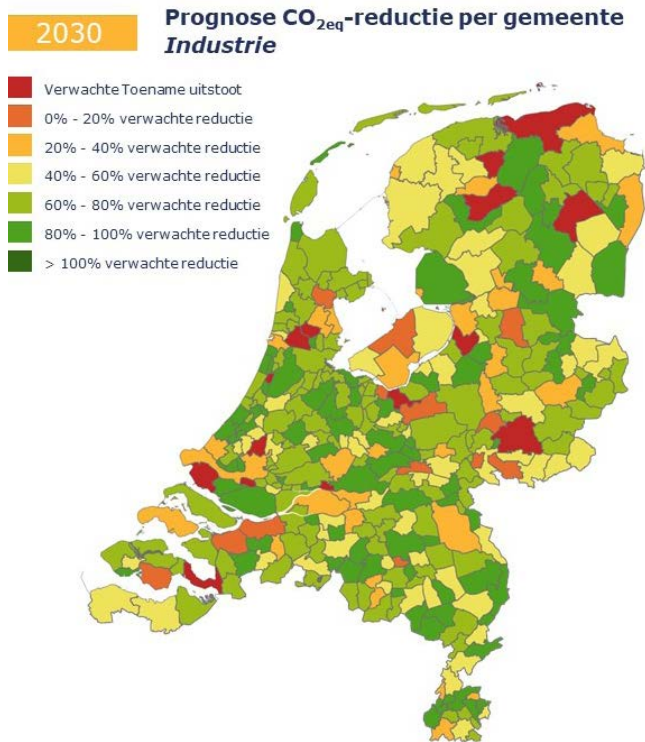 2030
Prognose CO2eq-reductie per gemeente
Industrie
Verwachte Toename uitstoot
0% - 20% verwachte reductie
20% - 40% verwachte reductie
40% - 60% verwachte reductie
60% - 80% verwachte reductie
80% - 100% verwachte reductie
> 100% verwachte reductie